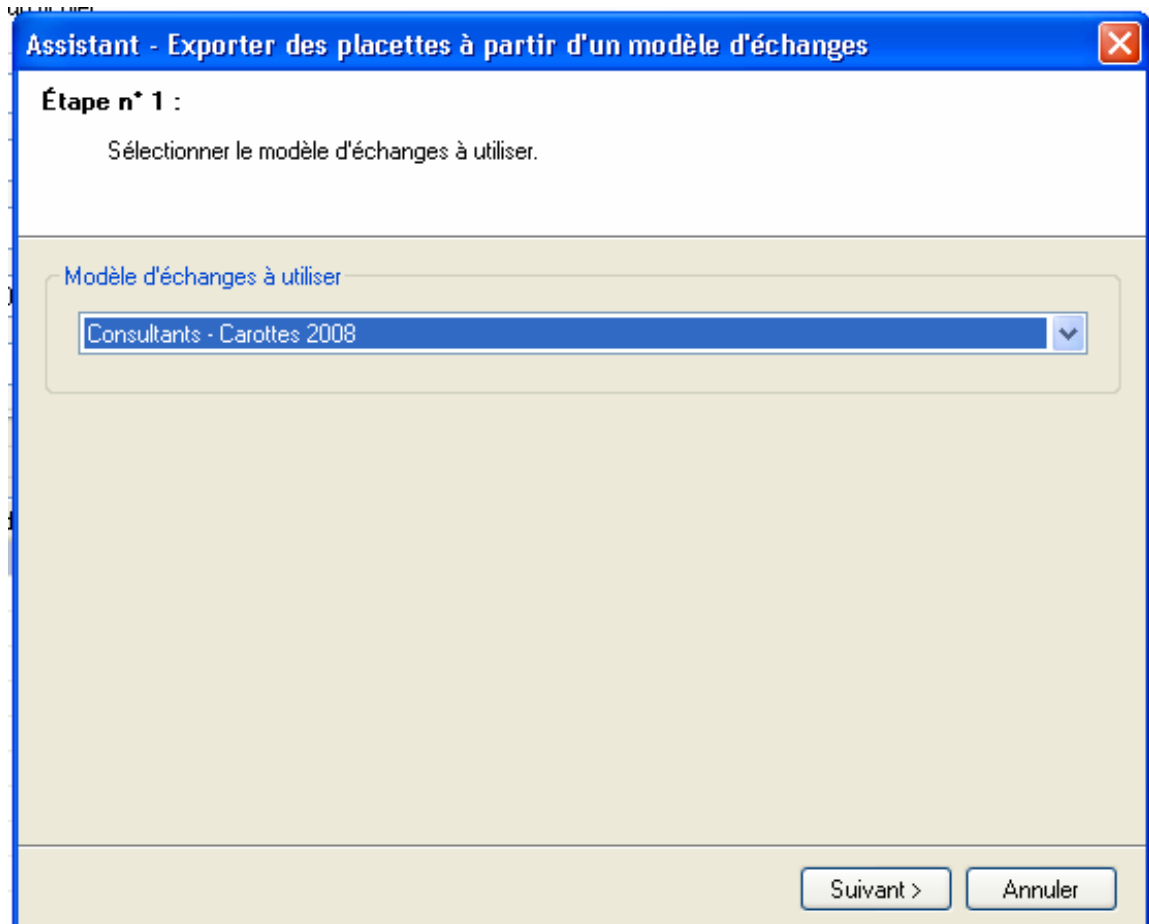 Assistant - Exporter des placettes à partir d'un modèle d'échanges
Étape n° 1 :
Sélectionner le modèle d'échanges à utiliser.
Modèle d'échanges à utiliser
Consultants - Carottes 2008
Suivant >
Annuler